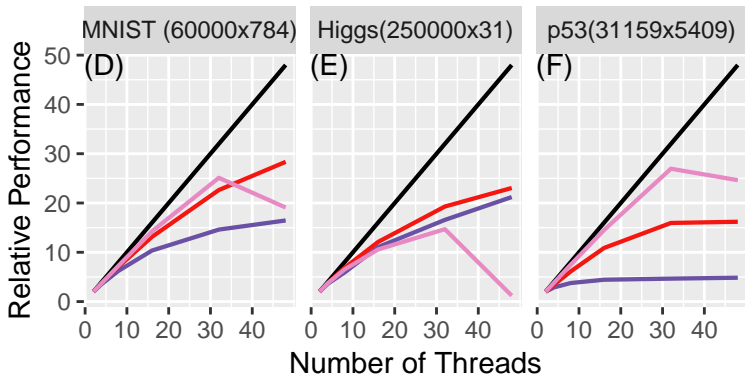 MNIST (60000x784) Higgs(250000x31) p53(31159x5409)
(D) (E) (F)
50
40
30
20
10
0
Relative Performance
0 10 20 30 40 0 10 20 30 40 0 10 20 30 40
Number of Threads